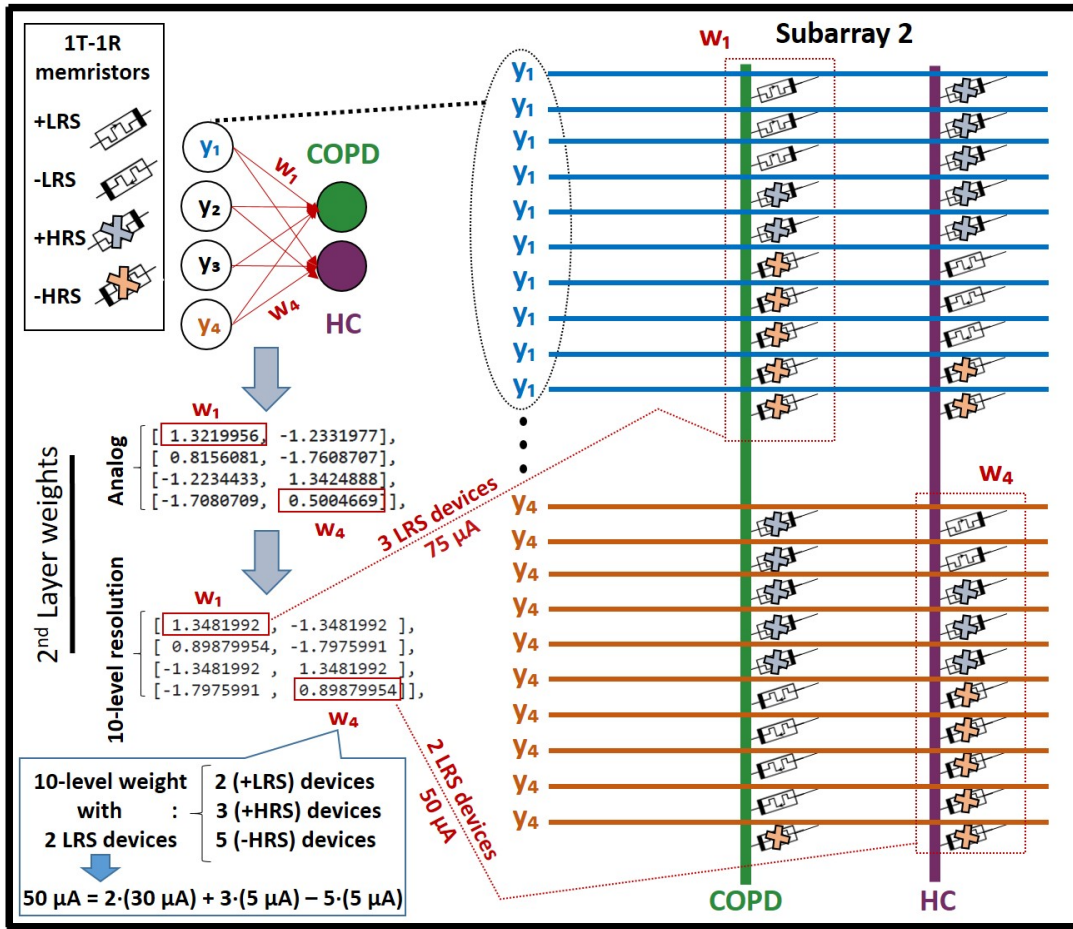 1T-1R
memristors
+LRS
-LRS
+HRS
-HRS
y₁
y₂
y₃
y₄
w₁
w₄
COPD
HC
2nd Layer weights
Analog
w₁
[ 1.3219956, -1.2331977],
[ 0.8156081, -1.7608707],
[-1.2234433, 1.3424888],
[-1.7080709, 0.5004669]],
w₄
10-level resolution
w₁
[ 1.3481992 , -1.3481992 ],
[ 0.89879954, -1.7975991 ],
[-1.3481992 , 1.3481992 ],
[-1.7975991 , 0.89879954]],
w₄
3 LRS devices
75 µA
2 LRS devices
50 µA
10-level weight
with :
2 LRS devices
2 (+LRS) devices
3 (+HRS) devices
5 (-HRS) devices
50 µA = 2·(30 µA) + 3·(5 µA) – 5·(5 µA)
Subarray 2
w₁
y₁
y₁
y₁
y₁
y₁
y₁
y₁
y₁
y₁
y₁
w₄
y₄
y₄
y₄
y₄
y₄
y₄
y₄
y₄
y₄
y₄
COPD
HC